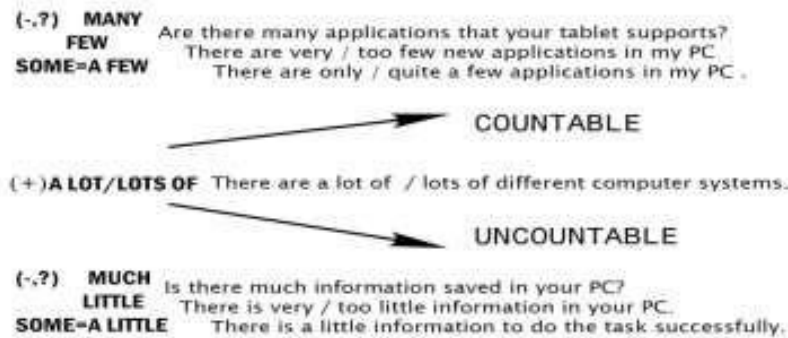 (-.?) MANY Are there many applications that your tablet supports?
FEW There are very / too few new applications in my PC
SOME=A FEW There are only / quite a few applications in my PC .
COUNTABLE
(+)A LOT/LOTS OF There are a lot of / lots of different computer systems.
UNCOUNTABLE
(-.?) MUCH Is there much information saved in your PC?
LITTLE There is very / too little information in your PC.
SOME=A LITTLE There is a little information to do the task successfully.